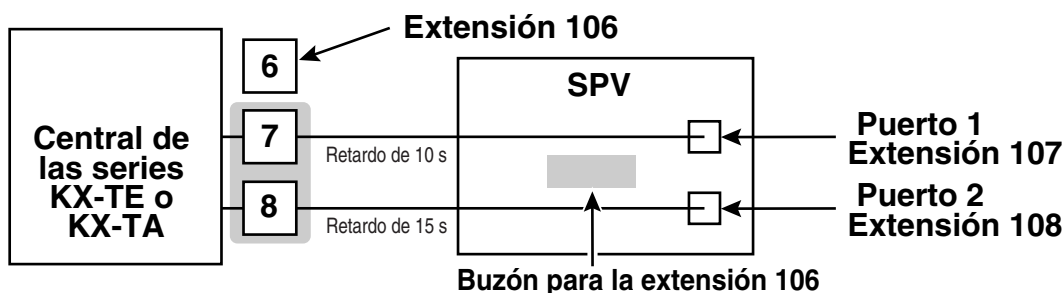 Extensión 106
6
SPV
Central de
las series
KX-TE o
KX-TA
7
Retardo de 10 s
Puerto 1
Extensión 107
8
Retardo de 15 s
Puerto 2
Extensión 108
Buzón para la extensión 106